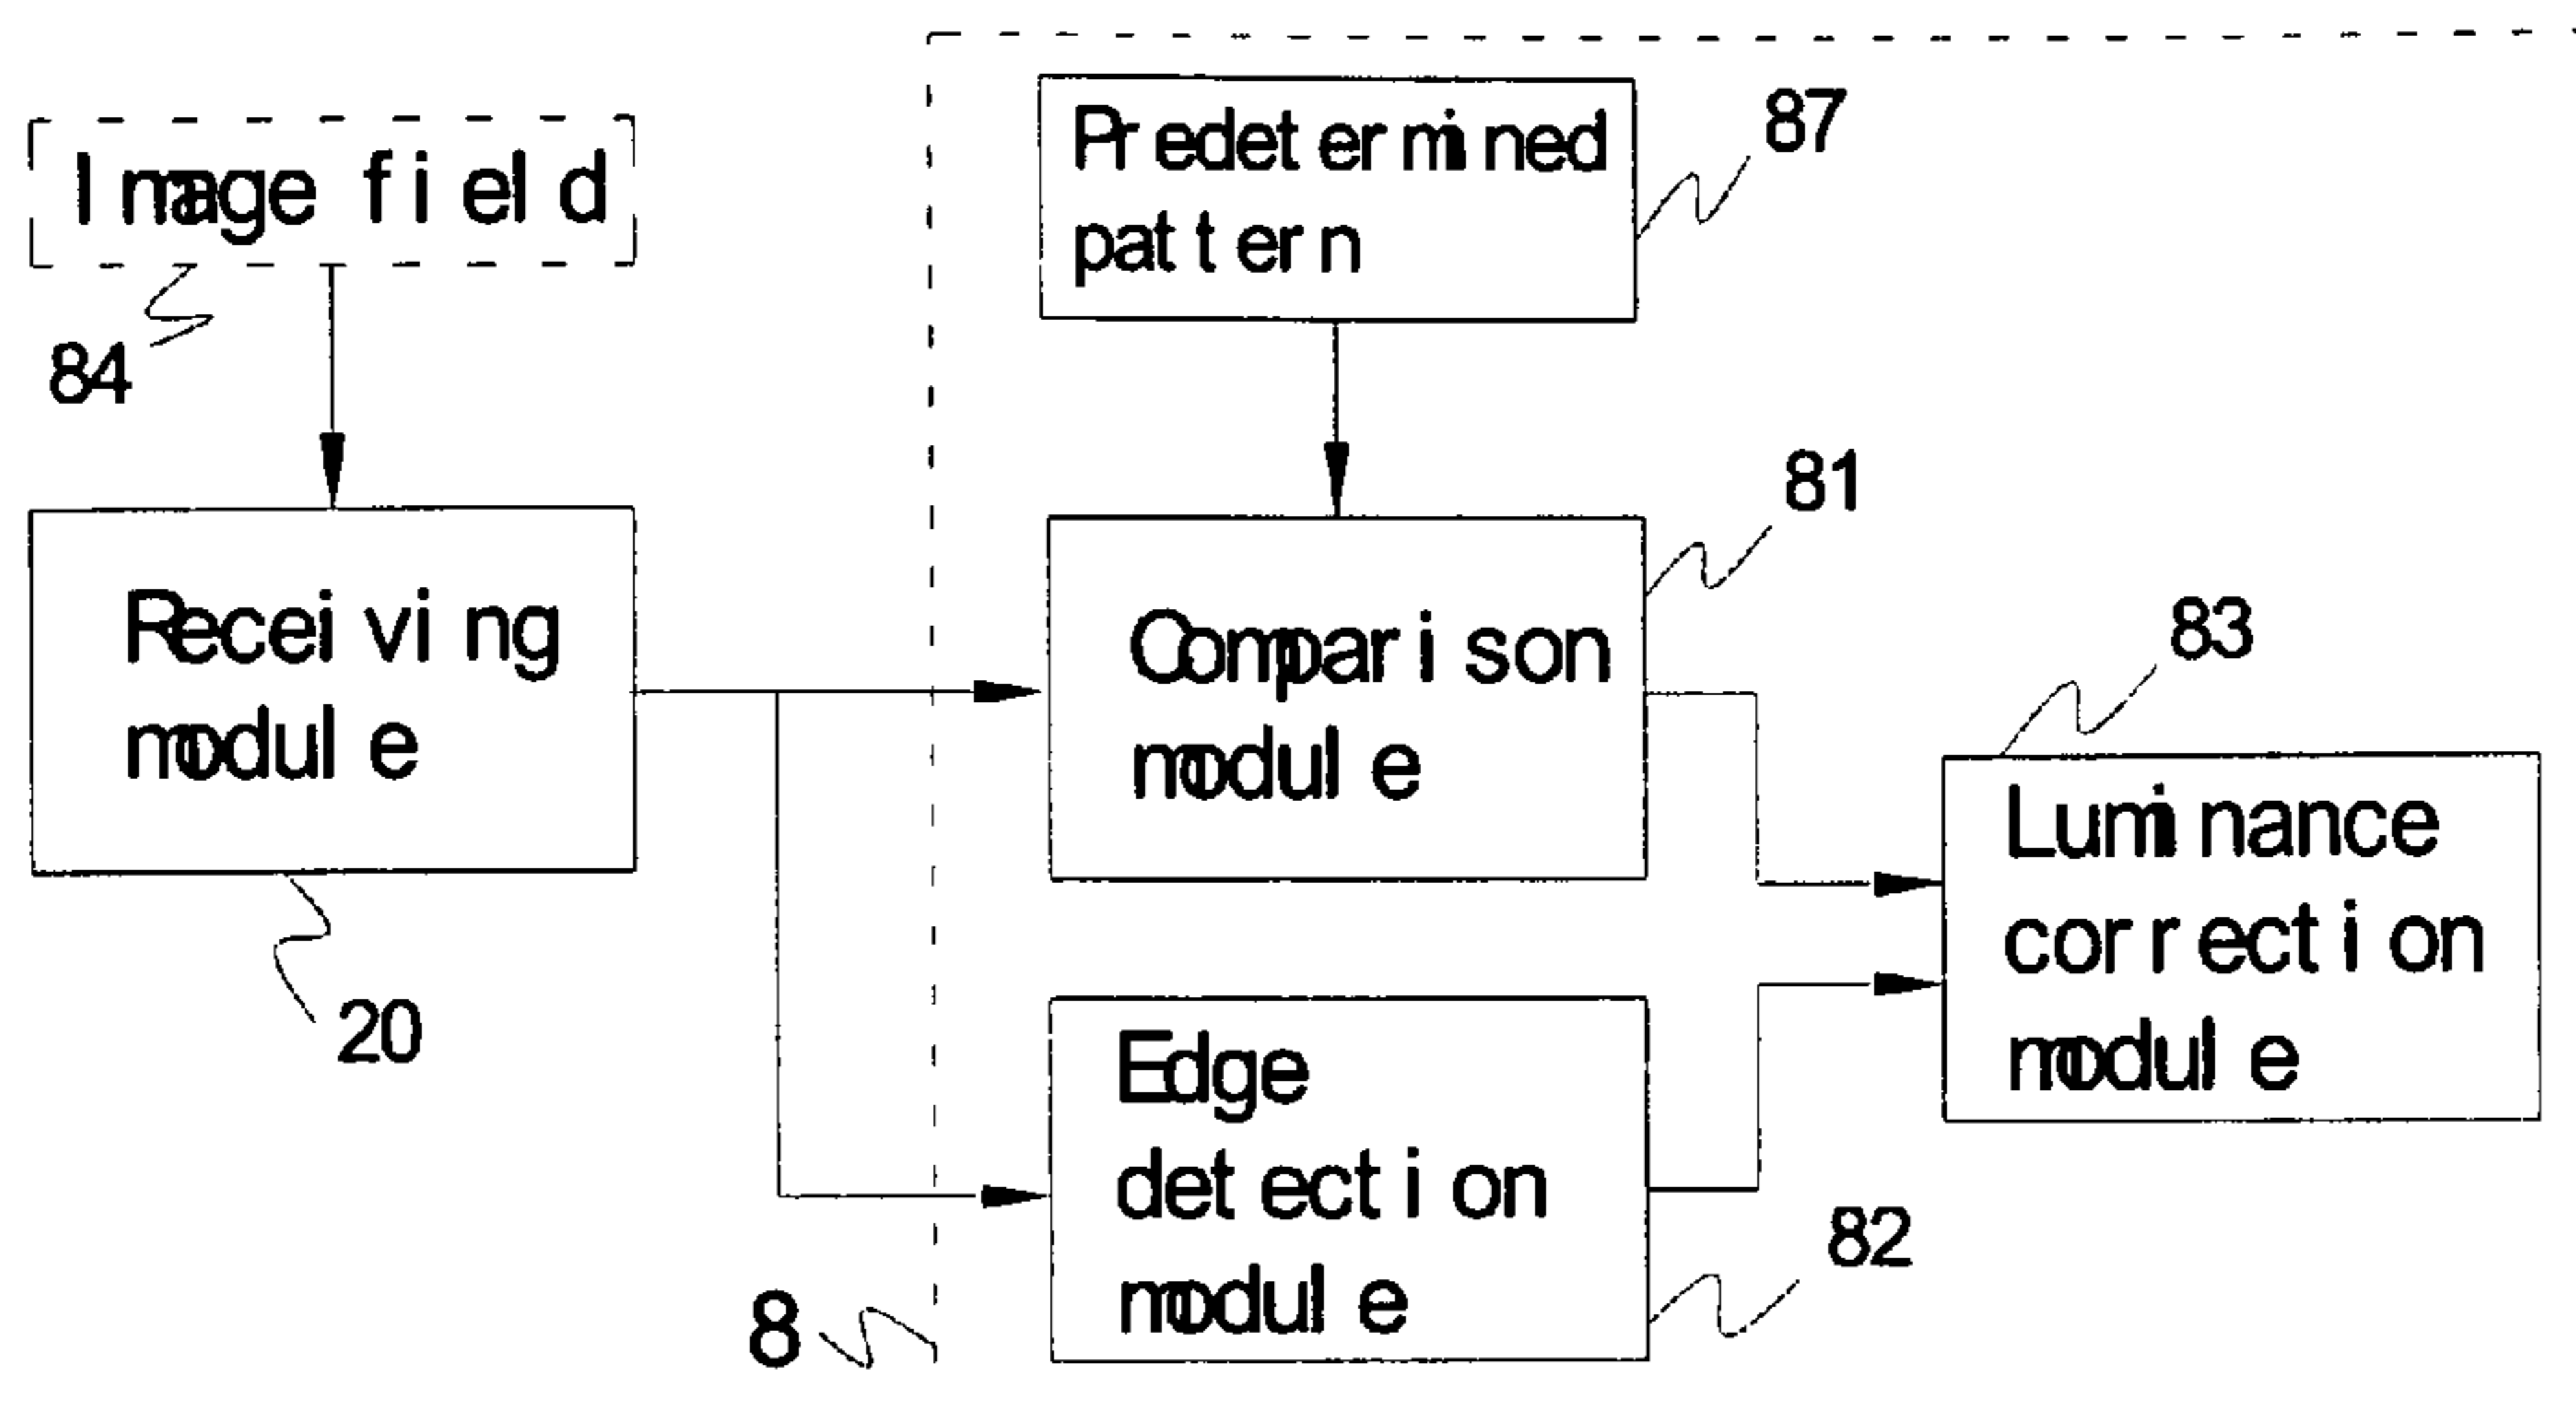 Image field
84
Receiving
module
20
Predetermined
pattern
87
Comparison
module
81
Edge
detection
module
82
8
Luminance
correction
module
83